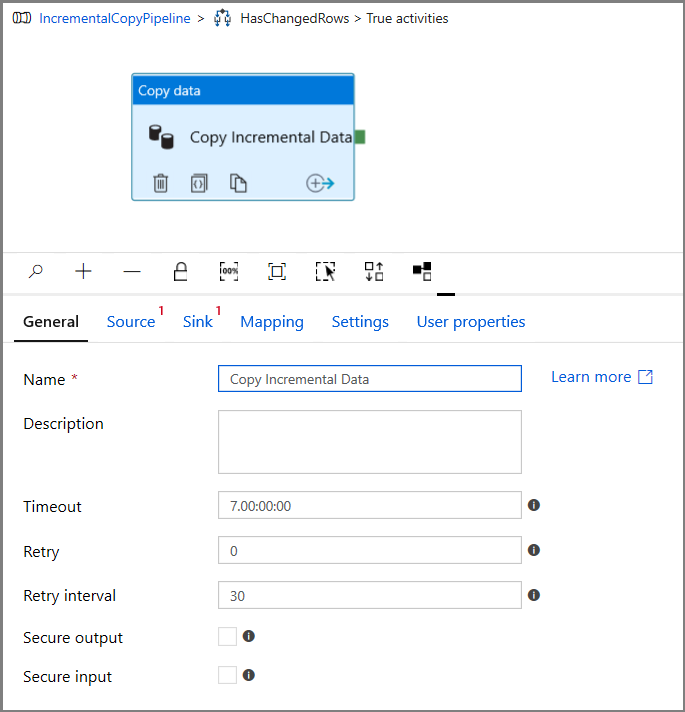 IncrementalCopyPipeline > HasChangedRows > True activities
Copy data
Copy Incremental Data
100%
General Source 1 Sink 1 Mapping Settings User properties
Name * Copy Incremental Data Learn more
Description
Timeout 7.00:00:00
Retry 0
Retry interval 30
Secure output
Secure input